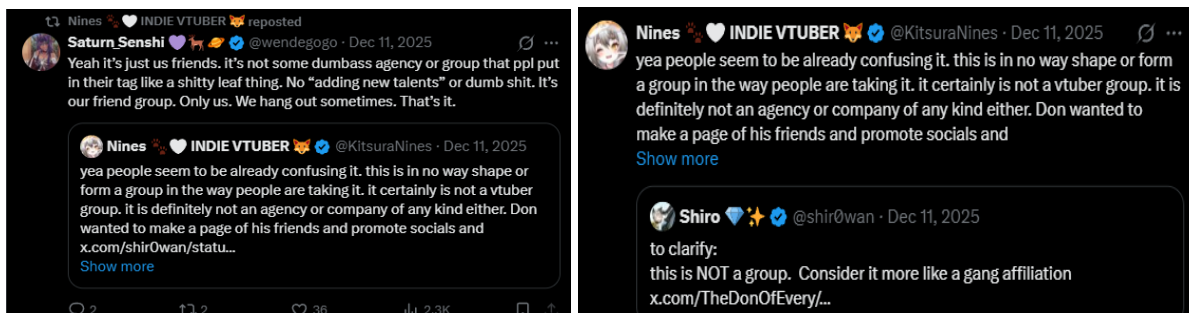 Nines 🐾🤍 INDIE VTUBER 🦊 reposted
Saturn_Senshi 💜🦌🪐 @wendegogo · Dec 11, 2025
Yeah it's just us friends. it's not some dumbass agency or group that ppl put
in their tag like a shitty leaf thing. No “adding new talents” or dumb shit. It's
our friend group. Only us. We hang out sometimes. That's it.
Nines 🐾🤍 INDIE VTUBER 🦊 @KitsuraNines · Dec 11, 2025
yea people seem to be already confusing it. this is in no way shape or
form a group in the way people are taking it. it certainly is not a vtuber
group. it is definitely not an agency or company of any kind either. Don
wanted to make a page of his friends and promote socials and
x.com/shir0wan/statu...
Show more
2 2 36 2.3K
Nines 🐾🤍 INDIE VTUBER 🦊 @KitsuraNines · Dec 11, 2025
yea people seem to be already confusing it. this is in no way shape or form
a group in the way people are taking it. it certainly is not a vtuber group. it is
definitely not an agency or company of any kind either. Don wanted to
make a page of his friends and promote socials and
Show more
Shiro 💎✨ @shir0wan · Dec 11, 2025
to clarify:
this is NOT a group. Consider it more like a gang affiliation
x.com/TheDonOfEvery/...